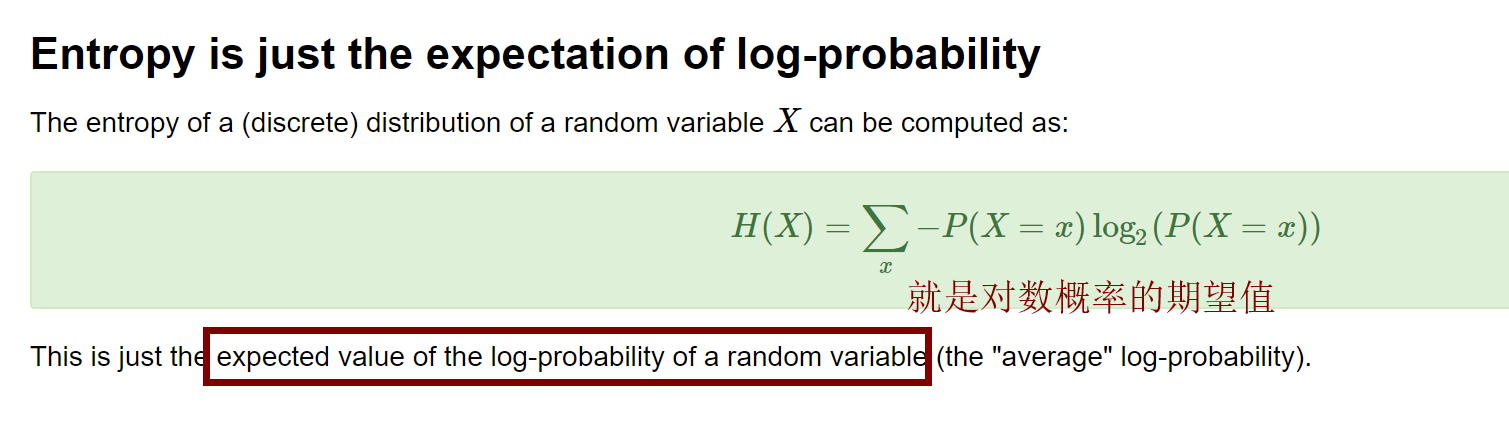 Entropy is just the expectation of log-probability
The entropy of a (discrete) distribution of a random variable X can be computed as:
H(X) = ∑ₓ −P(X = x) log₂(P(X = x))
就是对数概率的期望值
This is just the expected value of the log-probability of a random variable (the "average" log-probability).